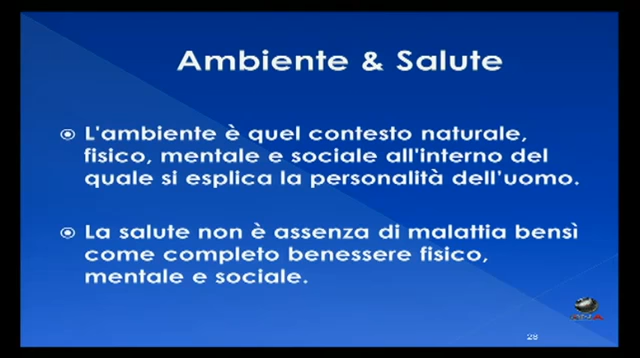 Ambiente & Salute
L'ambiente è quel contesto naturale,
fisico, mentale e sociale all'interno del
quale si esplica la personalità dell'uomo.
La salute non è assenza di malattia bensì
come completo benessere fisico,
mentale e sociale.
28